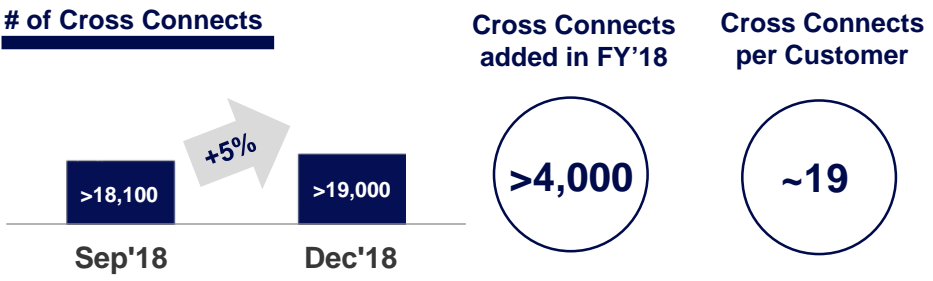 # of Cross Connects
+5%
>18,100
>19,000
Sep'18
Dec'18
Cross Connects
added in FY’18
>4,000
Cross Connects
per Customer
~19